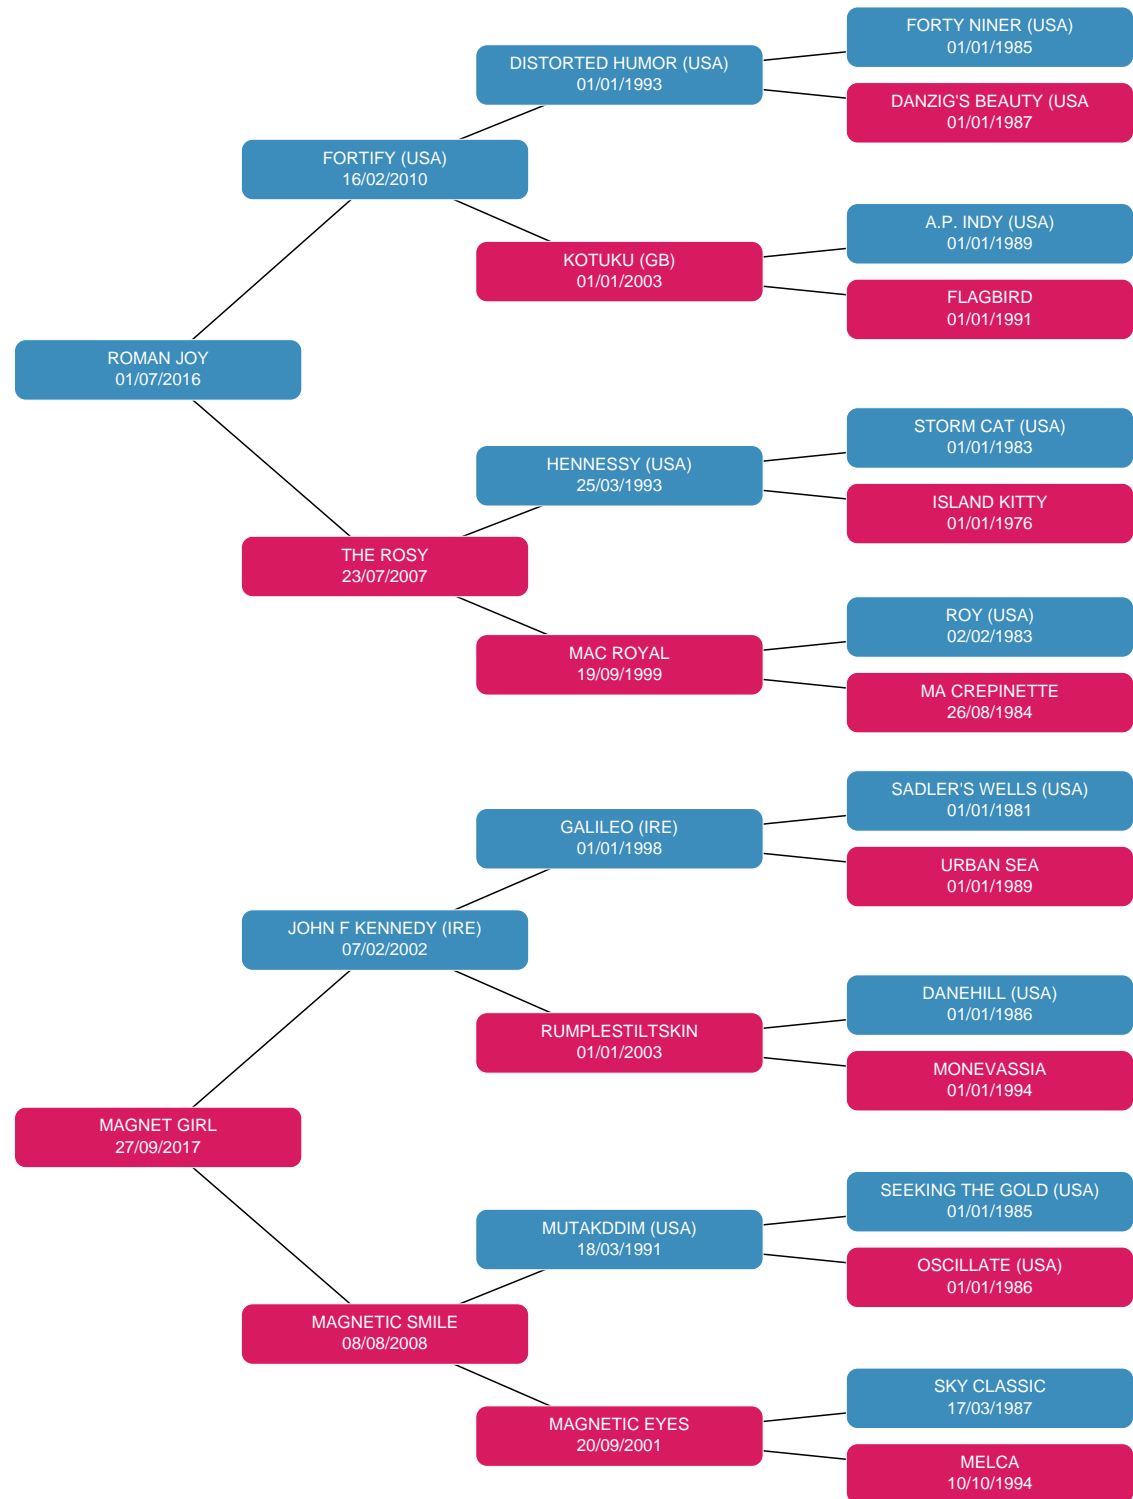 FORTY NINER (USA)
01/01/1985
DISTORTED HUMOR (USA)
01/01/1993
DANZIG'S BEAUTY (USA
01/01/1987
FORTIFY (USA)
16/02/2010
A.P. INDY (USA)
01/01/1989
KOTUKU (GB)
01/01/2003
FLAGBIRD
01/01/1991
ROMAN JOY
01/07/2016
STORM CAT (USA)
01/01/1983
HENNESSY (USA)
25/03/1993
ISLAND KITTY
01/01/1976
THE ROSY
23/07/2007
ROY (USA)
02/02/1983
MAC ROYAL
19/09/1999
MA CREPINETTE
26/08/1984
SADLER'S WELLS (USA)
01/01/1981
GALILEO (IRE)
01/01/1998
URBAN SEA
01/01/1989
JOHN F KENNEDY (IRE)
07/02/2002
DANEHILL (USA)
01/01/1986
RUMPLESTILTSKIN
01/01/2003
MONEVASSIA
01/01/1994
MAGNET GIRL
27/09/2017
SEEKING THE GOLD (USA)
01/01/1985
MUTAKDDIM (USA)
18/03/1991
OSCILLATE (USA)
01/01/1986
MAGNETIC SMILE
08/08/2008
SKY CLASSIC
17/03/1987
MAGNETIC EYES
20/09/2001
MELCA
10/10/1994